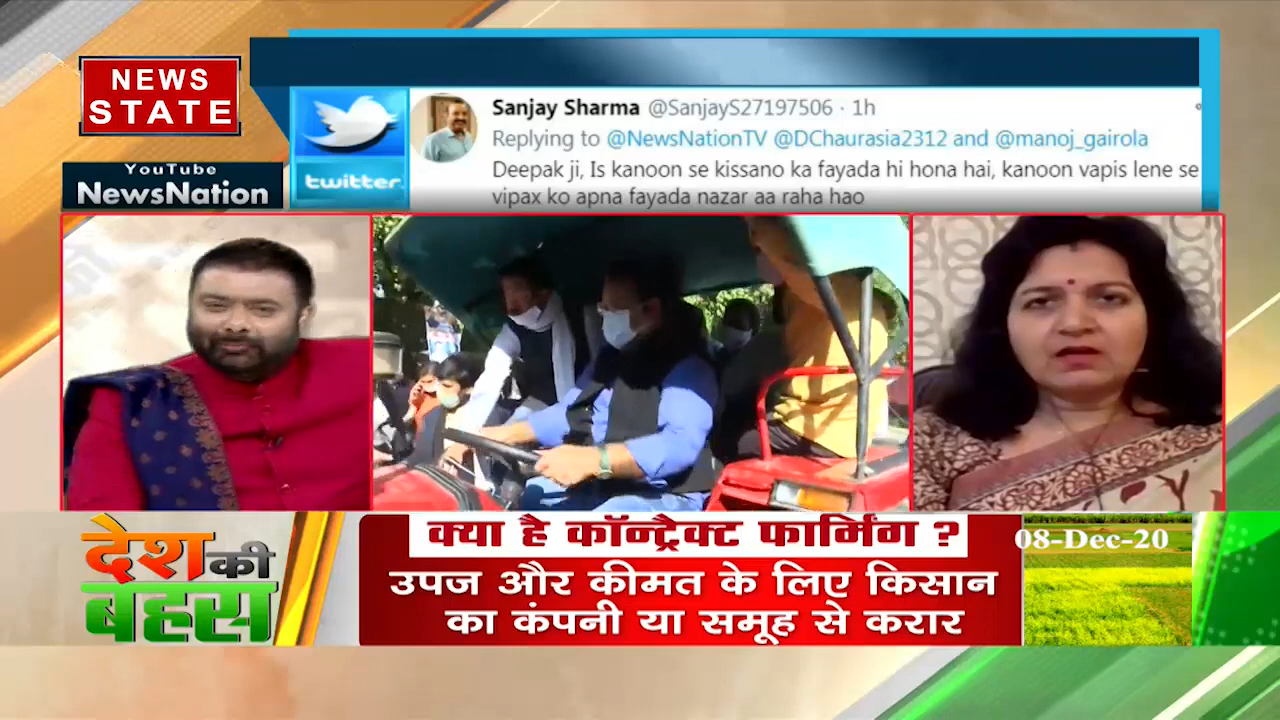 NEWS
STATE
YouTube
NewsNation
twitter
Sanjay Sharma @SanjayS27197506 · 1h
Replying to @NewsNationTV @DChaurasia2312 and @manoj_gairola
Deepak ji, Is kanoon se kissano ka fayada hi hona hai, kanoon vapis lene se
vipax ko apna fayada nazar aa raha hao
देश की
बहस
क्या है कॉन्ट्रैक्ट फार्मिंग ?
उपज और कीमत के लिए किसान
का कंपनी या समूह से करार
08-Dec-20